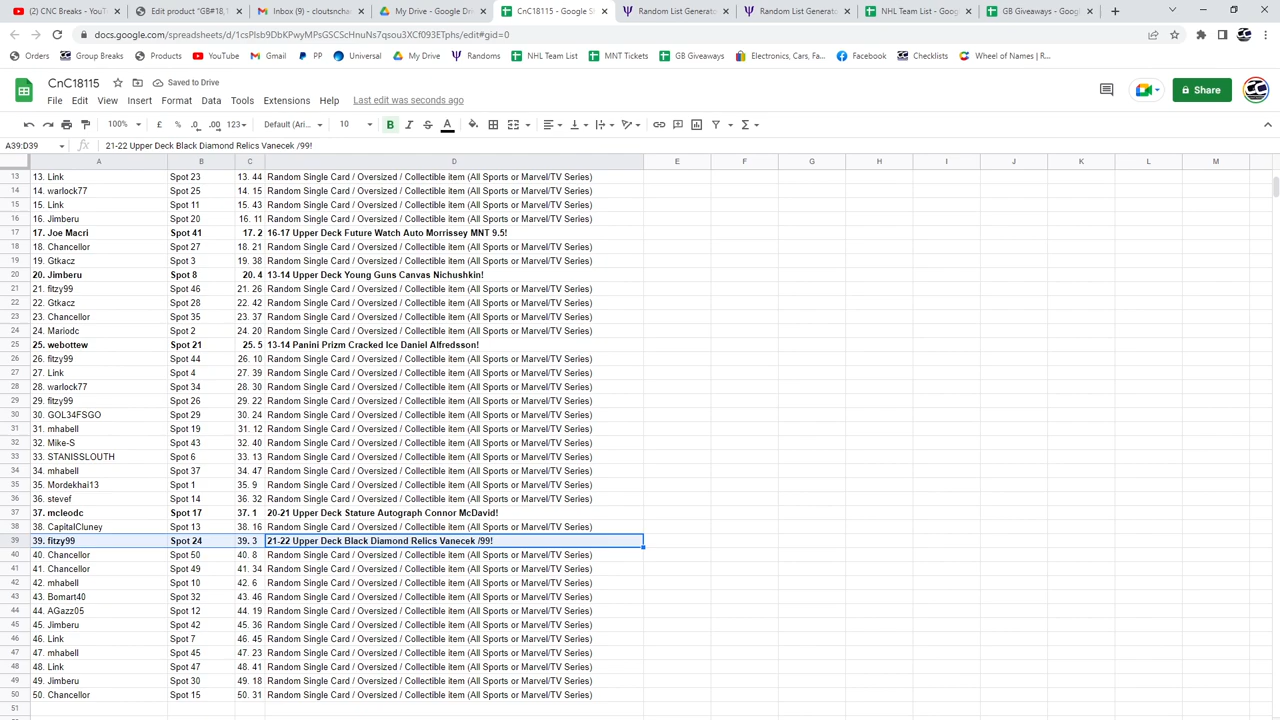 (2) CNC Breaks - YouTube
Edit product "GB#18,1
Inbox (9) - cloutsnchar
My Drive - Google Driv
CnC18115 - Google S
Random List Generato
Random List Generato
NHL Team List - Goog
GB Giveaways - Googl
docs.google.com/spreadsheets/d/1csPlsb9DbKPwyMPsGSCScHnuNs7qsou3XCf093ETphs/edit#gid=0
Orders Group Breaks Products YouTube Gmail PP Universal My Drive Randoms NHL Team List MNT Tickets GB Giveaways Electronics, Cars, Fa... Facebook Checklists Wheel of Names | R...
CnC18115 Saved to Drive
Share
File Edit View Insert Format Data Tools Extensions Help Last edit was seconds ago
100% £ % .0 .00 123 Default (Ari... 10 B I S A
A39:D39 fx 21-22 Upper Deck Black Diamond Relics Vanecek /99!
A B C D E F G H I J K L M
13 13. Link Spot 23 13. 44 Random Single Card / Oversized / Collectible item (All Sports or Marvel/TV Series)
14 14. warlock77 Spot 25 14. 15 Random Single Card / Oversized / Collectible item (All Sports or Marvel/TV Series)
15 15. Link Spot 11 15. 43 Random Single Card / Oversized / Collectible item (All Sports or Marvel/TV Series)
16 16. Jimberu Spot 20 16. 11 Random Single Card / Oversized / Collectible item (All Sports or Marvel/TV Series)
17 17. Joe Macri Spot 41 17. 2 16-17 Upper Deck Future Watch Auto Morrissey MNT 9.5!
18 18. Chancellor Spot 27 18. 21 Random Single Card / Oversized / Collectible item (All Sports or Marvel/TV Series)
19 19. Gtkacz Spot 3 19. 38 Random Single Card / Oversized / Collectible item (All Sports or Marvel/TV Series)
20 20. Jimberu Spot 8 20. 4 13-14 Upper Deck Young Guns Canvas Nichushkin!
21 21. fitzy99 Spot 46 21. 26 Random Single Card / Oversized / Collectible item (All Sports or Marvel/TV Series)
22 22. Gtkacz Spot 28 22. 42 Random Single Card / Oversized / Collectible item (All Sports or Marvel/TV Series)
23 23. Chancellor Spot 35 23. 37 Random Single Card / Oversized / Collectible item (All Sports or Marvel/TV Series)
24 24. Mariodc Spot 2 24. 20 Random Single Card / Oversized / Collectible item (All Sports or Marvel/TV Series)
25 25. webottew Spot 21 25. 5 13-14 Panini Prizm Cracked Ice Daniel Alfredsson!
26 26. fitzy99 Spot 44 26. 10 Random Single Card / Oversized / Collectible item (All Sports or Marvel/TV Series)
27 27. Link Spot 4 27. 39 Random Single Card / Oversized / Collectible item (All Sports or Marvel/TV Series)
28 28. warlock77 Spot 34 28. 30 Random Single Card / Oversized / Collectible item (All Sports or Marvel/TV Series)
29 29. fitzy99 Spot 26 29. 22 Random Single Card / Oversized / Collectible item (All Sports or Marvel/TV Series)
30 30. GOL34FSGO Spot 29 30. 24 Random Single Card / Oversized / Collectible item (All Sports or Marvel/TV Series)
31 31. mhabell Spot 19 31. 12 Random Single Card / Oversized / Collectible item (All Sports or Marvel/TV Series)
32 32. Mike-S Spot 43 32. 40 Random Single Card / Oversized / Collectible item (All Sports or Marvel/TV Series)
33 33. STANISSLOUTH Spot 6 33. 13 Random Single Card / Oversized / Collectible item (All Sports or Marvel/TV Series)
34 34. mhabell Spot 37 34. 47 Random Single Card / Oversized / Collectible item (All Sports or Marvel/TV Series)
35 35. Mordekhai13 Spot 1 35. 9 Random Single Card / Oversized / Collectible item (All Sports or Marvel/TV Series)
36 36. stevef Spot 14 36. 32 Random Single Card / Oversized / Collectible item (All Sports or Marvel/TV Series)
37 37. mcleodc Spot 17 37. 1 20-21 Upper Deck Stature Autograph Connor McDavid!
38 38. CapitalCluney Spot 13 38. 16 Random Single Card / Oversized / Collectible item (All Sports or Marvel/TV Series)
39 39. fitzy99 Spot 24 39. 3 21-22 Upper Deck Black Diamond Relics Vanecek /99!
40 40. Chancellor Spot 50 40. 8 Random Single Card / Oversized / Collectible item (All Sports or Marvel/TV Series)
41 41. Chancellor Spot 49 41. 34 Random Single Card / Oversized / Collectible item (All Sports or Marvel/TV Series)
42 42. mhabell Spot 10 42. 6 Random Single Card / Oversized / Collectible item (All Sports or Marvel/TV Series)
43 43. Bomart40 Spot 32 43. 46 Random Single Card / Oversized / Collectible item (All Sports or Marvel/TV Series)
44 44. AGazz05 Spot 12 44. 19 Random Single Card / Oversized / Collectible item (All Sports or Marvel/TV Series)
45 45. Jimberu Spot 42 45. 36 Random Single Card / Oversized / Collectible item (All Sports or Marvel/TV Series)
46 46. Link Spot 7 46. 45 Random Single Card / Oversized / Collectible item (All Sports or Marvel/TV Series)
47 47. mhabell Spot 45 47. 23 Random Single Card / Oversized / Collectible item (All Sports or Marvel/TV Series)
48 48. Link Spot 47 48. 41 Random Single Card / Oversized / Collectible item (All Sports or Marvel/TV Series)
49 49. Jimberu Spot 30 49. 18 Random Single Card / Oversized / Collectible item (All Sports or Marvel/TV Series)
50 50. Chancellor Spot 15 50. 31 Random Single Card / Oversized / Collectible item (All Sports or Marvel/TV Series)
51